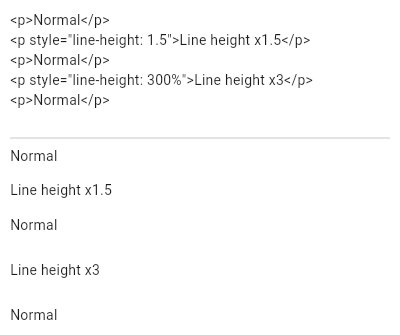 <p>Normal</p>
<p style="line-height: 1.5">Line height x1.5</p>
<p>Normal</p>
<p style="line-height: 300%">Line height x3</p>
<p>Normal</p>
Normal
Line height x1.5
Normal
Line height x3
Normal